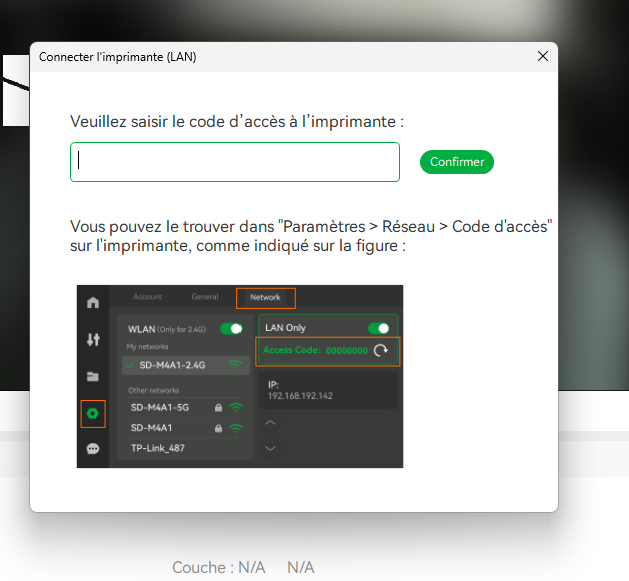 Connecter l'imprimante (LAN)
Veuillez saisir le code d’accès à l’imprimante :
Confirmer
Vous pouvez le trouver dans "Paramètres > Réseau > Code d'accès"
sur l'imprimante, comme indiqué sur la figure :
Account General Network
WLAN (Only for 2.4G)
My networks
SD-M4A1-2.4G
Other networks
SD-M4A1-5G
SD-M4A1
TP-Link_487
LAN Only
Access Code: 00000000
IP:
192.168.192.142
Couche : N/A N/A